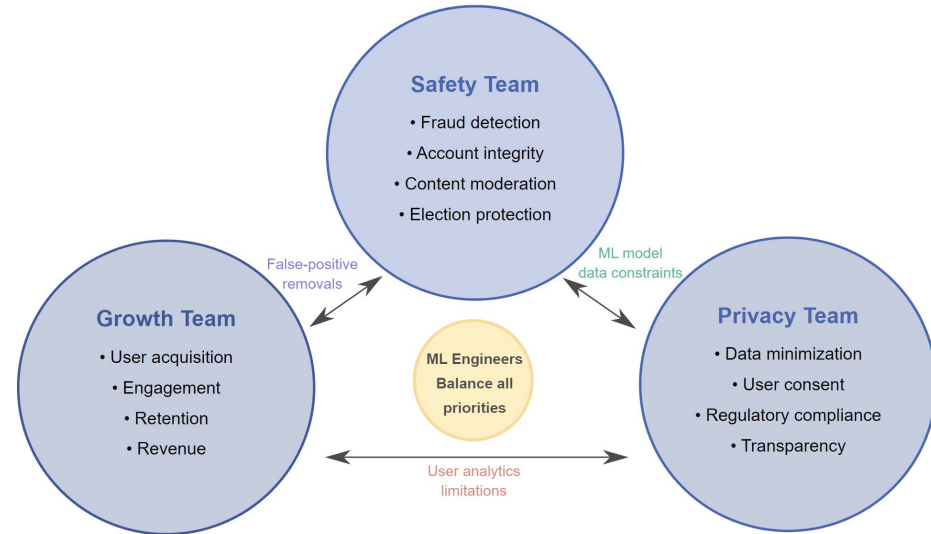 Safety Team
• Fraud detection
• Account integrity
• Content moderation
• Election protection
False-positive
removals
ML model
data constraints
Growth Team
• User acquisition
• Engagement
• Retention
• Revenue
ML Engineers
Balance all
priorities
Privacy Team
• Data minimization
• User consent
• Regulatory compliance
• Transparency
User analytics
limitations